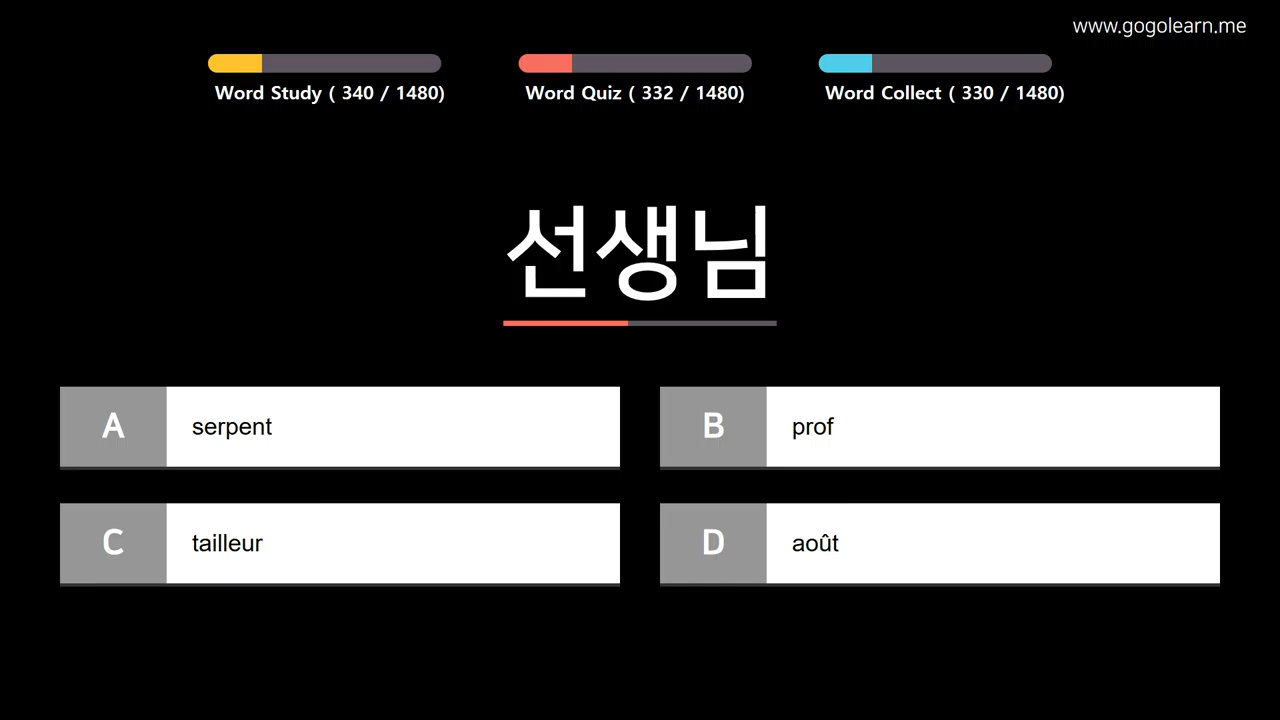 www.gogolearn.me
Word Study ( 340 / 1480)
Word Quiz ( 332 / 1480)
Word Collect ( 330 / 1480)
선생님
A serpent
B prof
C tailleur
D août